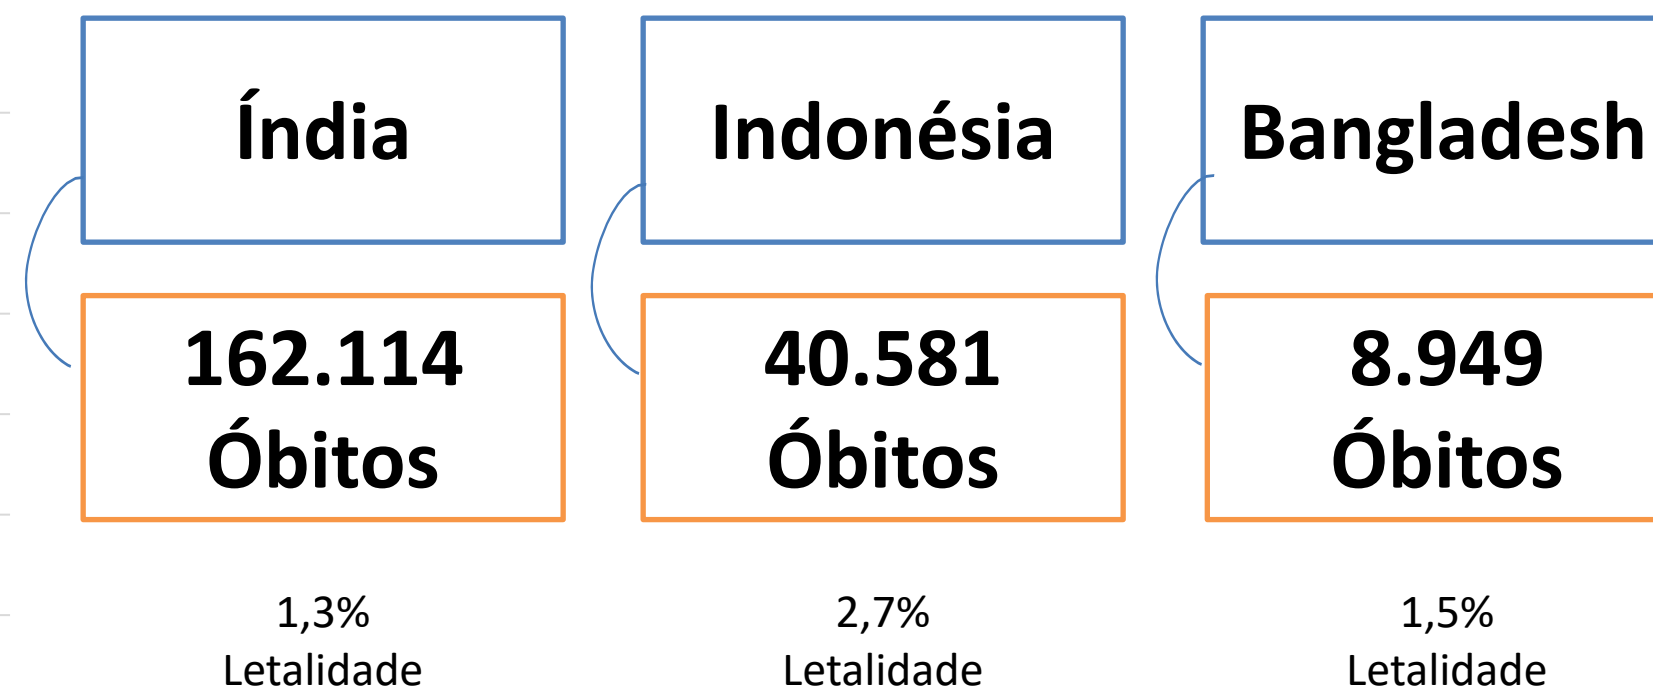 Índia
Indonésia
Bangladesh
162.114
Óbitos
40.581
Óbitos
8.949
Óbitos
1,3%
Letalidade
2,7%
Letalidade
1,5%
Letalidade